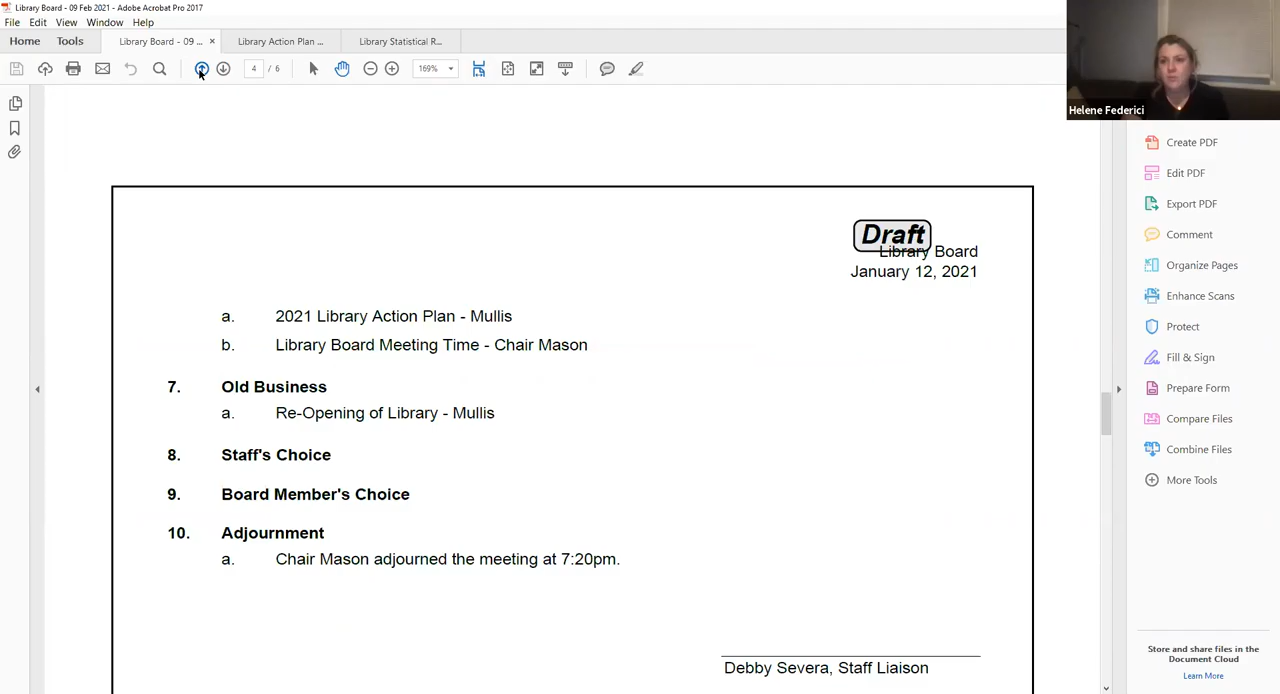 Library Board - 09 Feb 2021 - Adobe Acrobat Pro 2017
File Edit View Window Help
Home Tools Library Board - 09 ... × Library Action Plan ... Library Statistical R...
4 / 6 169%
Helene Federici
Draft
Library Board
January 12, 2021
a. 2021 Library Action Plan - Mullis
b. Library Board Meeting Time - Chair Mason
7. Old Business
a. Re-Opening of Library - Mullis
8. Staff's Choice
9. Board Member's Choice
10. Adjournment
a. Chair Mason adjourned the meeting at 7:20pm.
Debby Severa, Staff Liaison
Create PDF
Edit PDF
Export PDF
Comment
Organize Pages
Enhance Scans
Protect
Fill & Sign
Prepare Form
Compare Files
Combine Files
More Tools
Store and share files in the
Document Cloud
Learn More